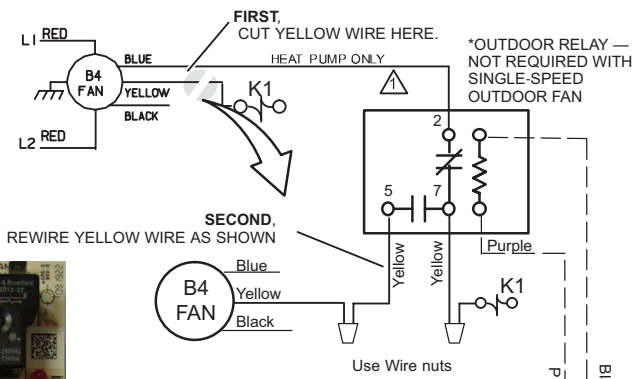 FIRST,
CUT YELLOW WIRE HERE.
L1 RED
BLUE
HEAT PUMP ONLY
*OUTDOOR RELAY —
NOT REQUIRED WITH
SINGLE-SPEED
OUTDOOR FAN
B4
FAN
YELLOW
BLACK
K1
1
L2 RED
2
5
7
SECOND,
REWIRE YELLOW WIRE AS SHOWN
Purple
Yellow
Yellow
B4
FAN
Blue
Yellow
Black
K1
Use Wire nuts
P
Bl
240VAC
CHINA